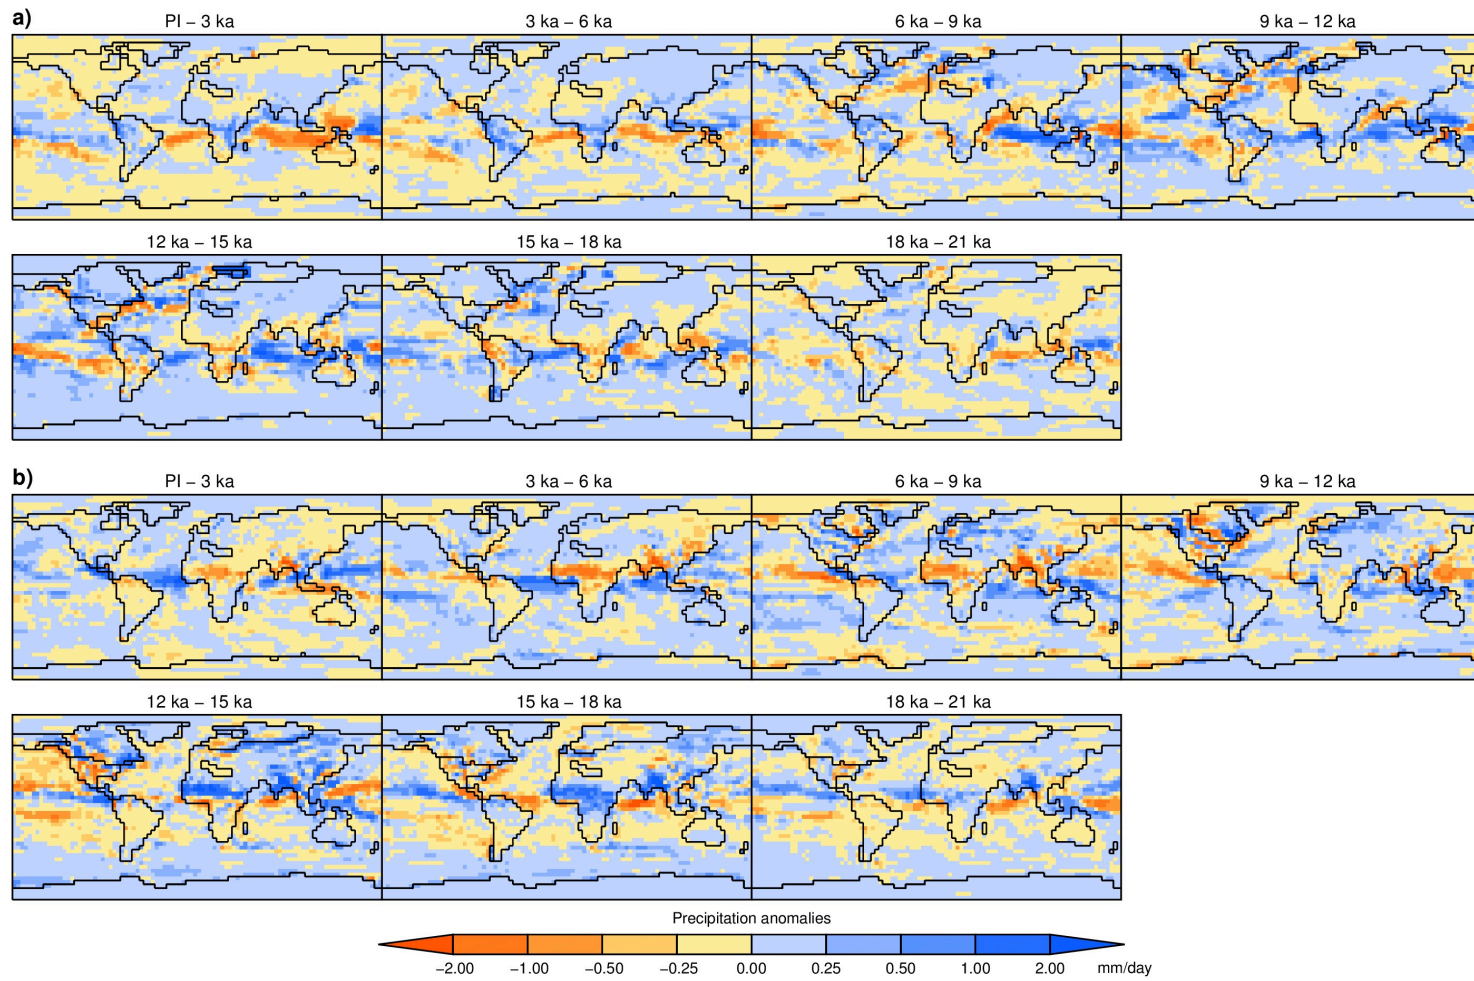 a)
PI − 3 ka
3 ka − 6 ka
6 ka − 9 ka
9 ka − 12 ka
12 ka − 15 ka
15 ka − 18 ka
18 ka − 21 ka
b)
PI − 3 ka
3 ka − 6 ka
6 ka − 9 ka
9 ka − 12 ka
12 ka − 15 ka
15 ka − 18 ka
18 ka − 21 ka
Precipitation anomalies
−2.00 −1.00 −0.50 −0.25 0.00 0.25 0.50 1.00 2.00 mm/day